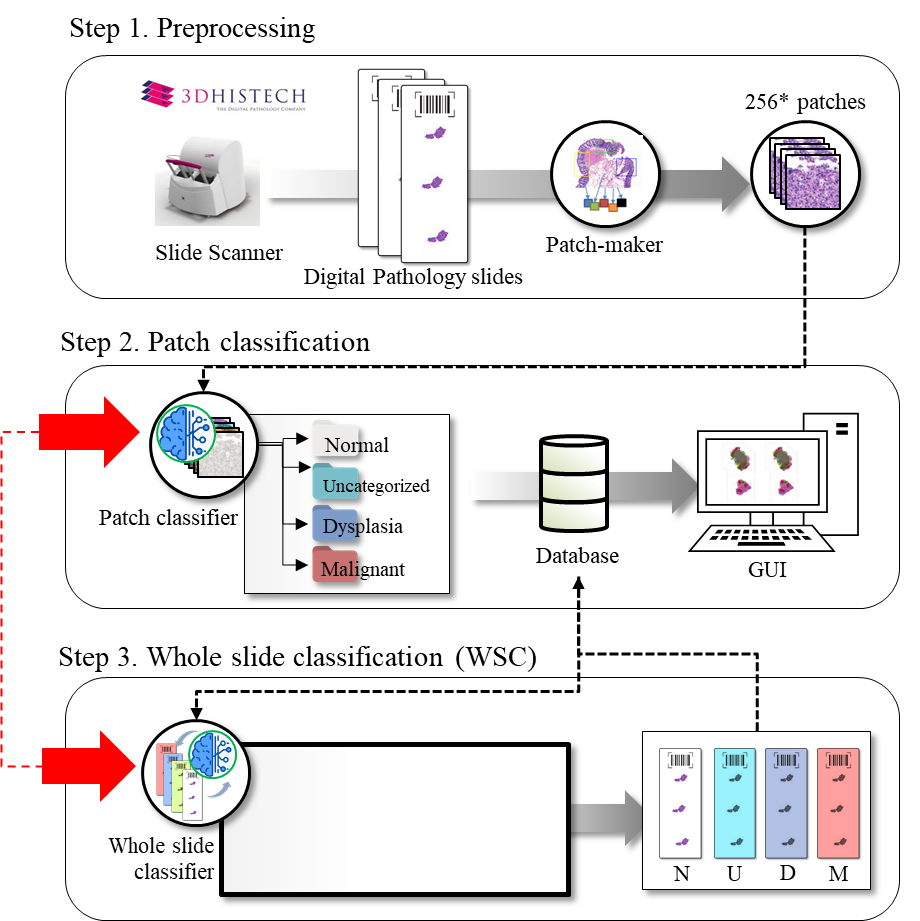 Step 1. Preprocessing
3DHISTECH
THE DIGITAL PATHOLOGY COMPANY
256* patches
Slide Scanner
Digital Pathology slides
Patch-maker
Step 2. Patch classification
Normal
Uncategorized
Dysplasia
Malignant
Patch classifier
Database
GUI
Step 3. Whole slide classification (WSC)
Whole slide
classifier
N U D M